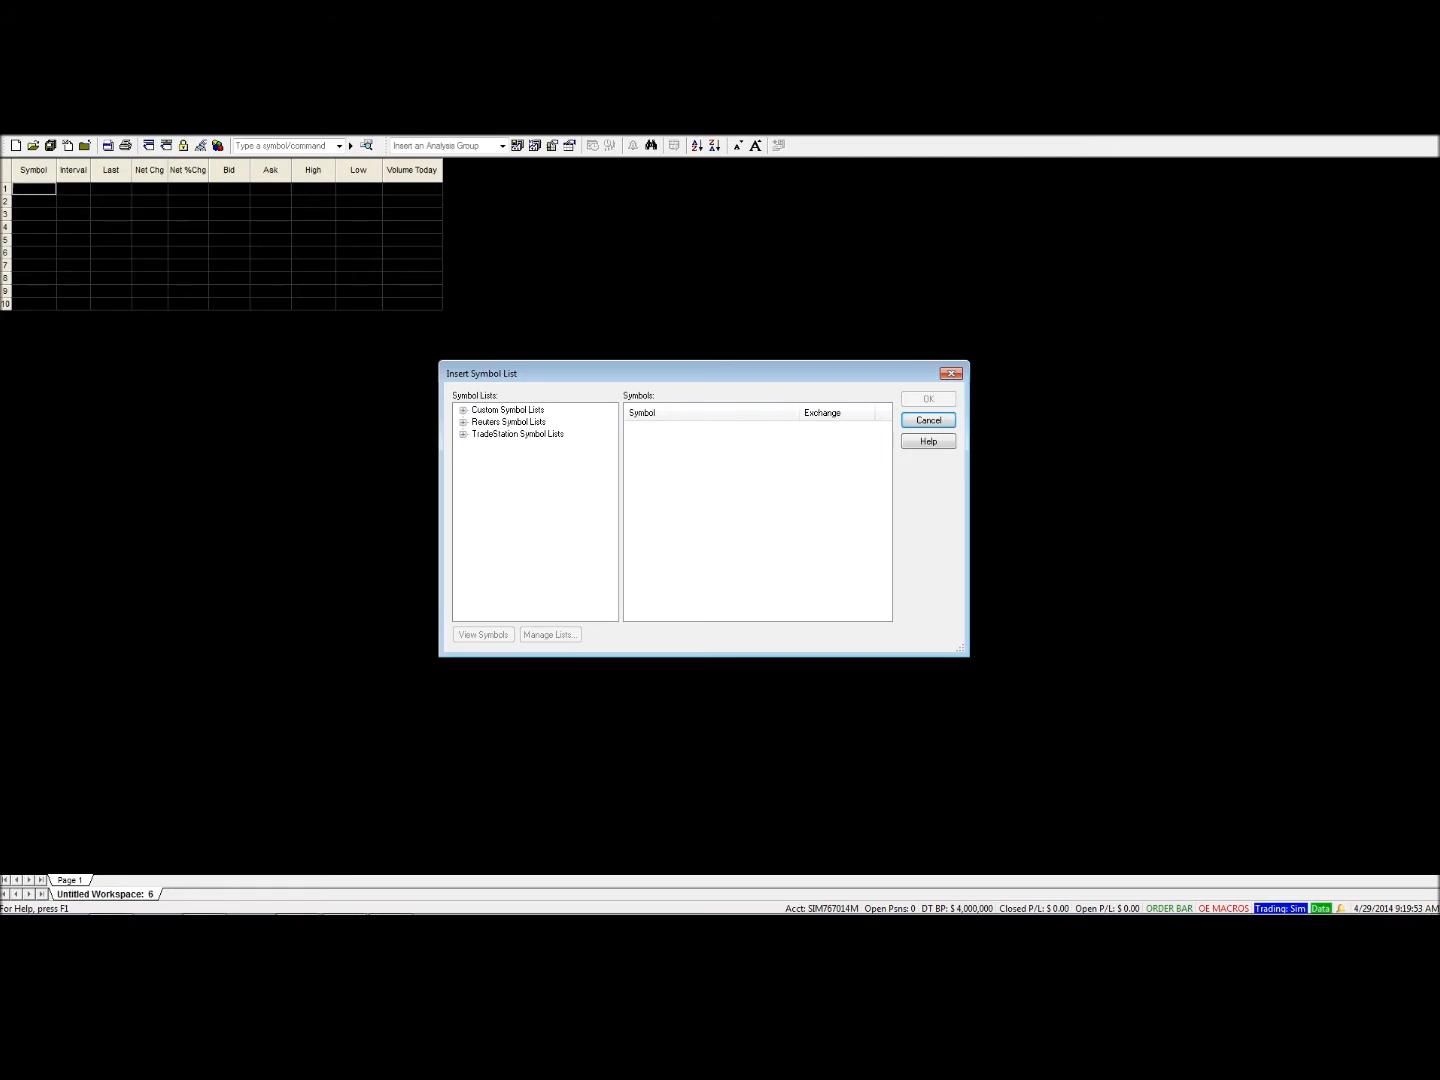 Type a symbol/command
Insert an Analysis Group
Symbol Interval Last Net Chg Net %Chg Bid Ask High Low Volume Today
1
2
3
4
5
6
7
8
9
10
Insert Symbol List
Symbol Lists:
Symbols:
Custom Symbol Lists
Reuters Symbol Lists
TradeStation Symbol Lists
Symbol Exchange
OK
Cancel
Help
View Symbols
Manage Lists...
Page 1
Untitled Workspace: 6
For Help, press F1
Acct: SIM767014M Open Psns: 0 DT BP: $ 4,000,000 Closed P/L: $ 0.00 Open P/L: $ 0.00 ORDER BAR OE MACROS Trading: Sim Data 4/29/2014 9:19:53 AM